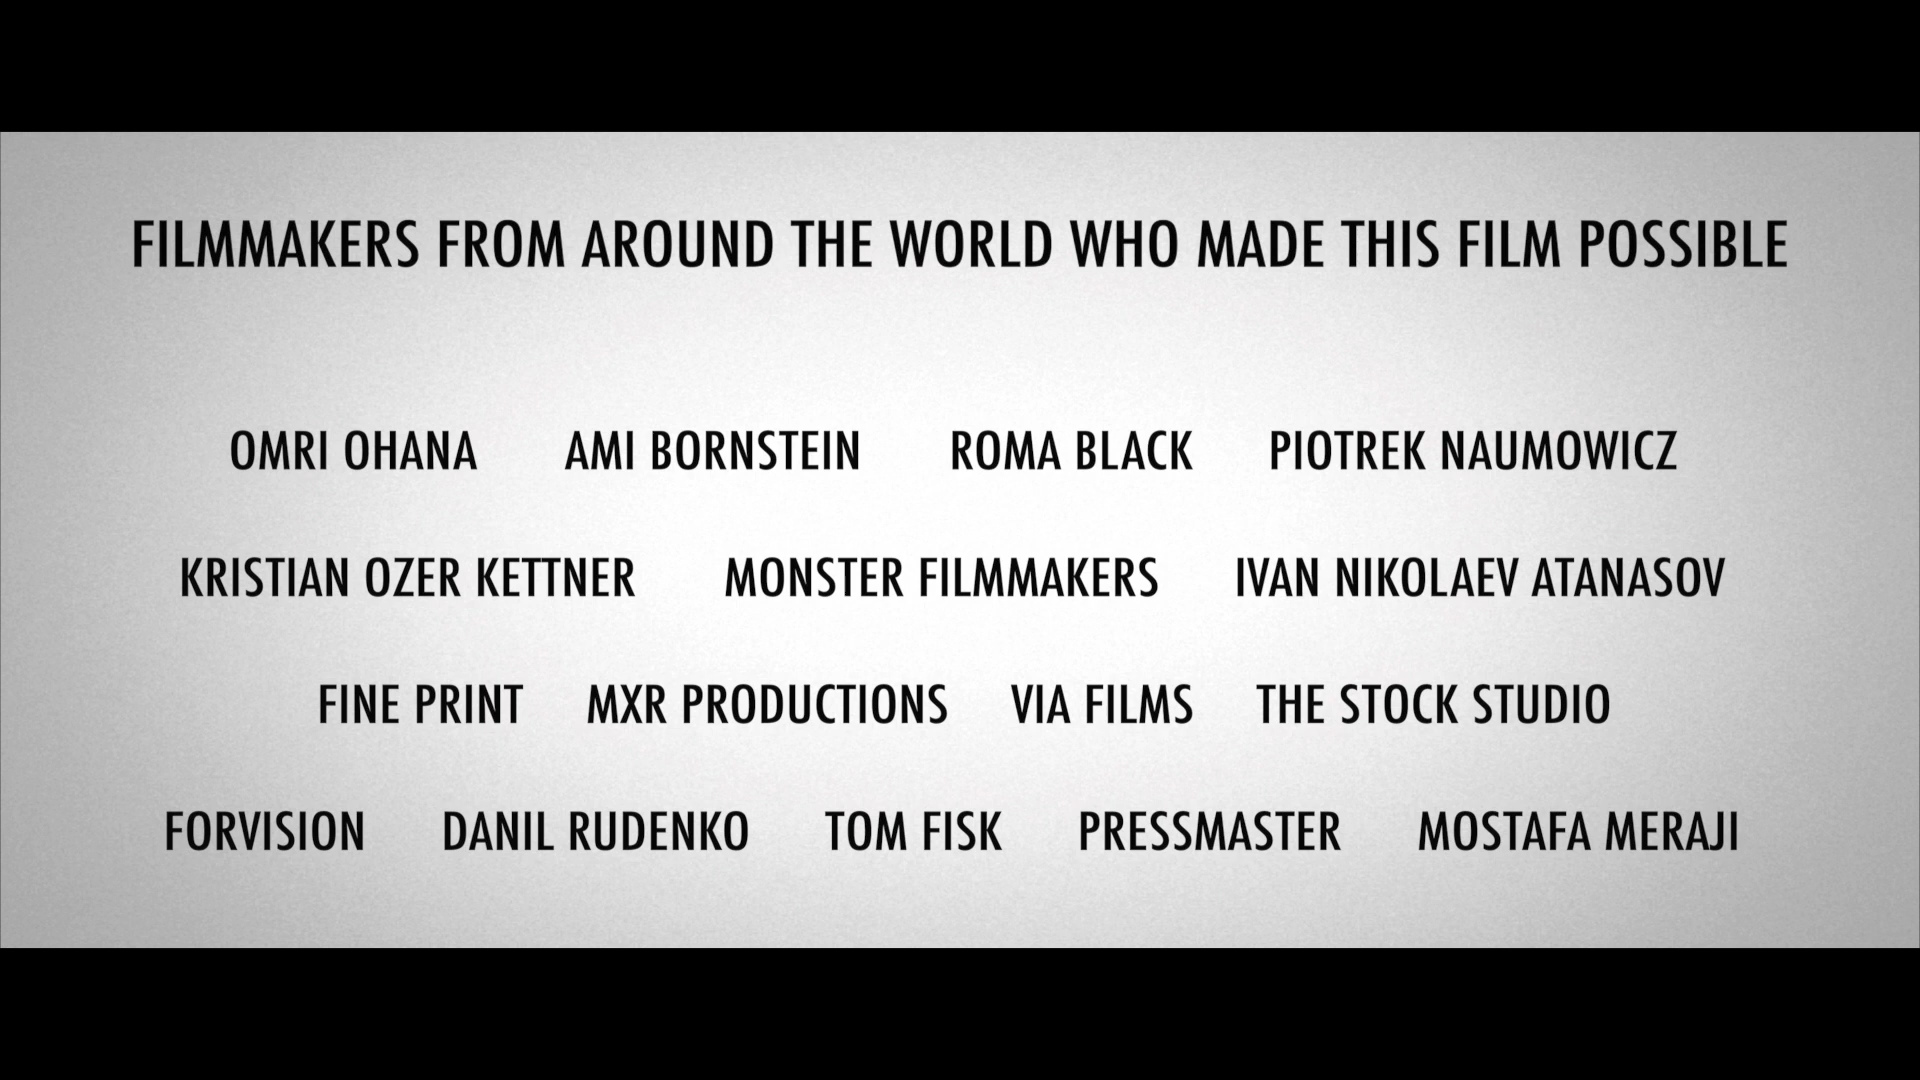 FILMMAKERS FROM AROUND THE WORLD WHO MADE THIS FILM POSSIBLE
OMRI OHANA AMI BORNSTEIN ROMA BLACK PIOTREK NAUMOWICZ
KRISTIAN OZER KETTNER MONSTER FILMMAKERS IVAN NIKOLAEV ATANASOV
FINE PRINT MXR PRODUCTIONS VIA FILMS THE STOCK STUDIO
FORVISION DANIL RUDENKO TOM FISK PRESSMASTER MOSTAFA MERAJI